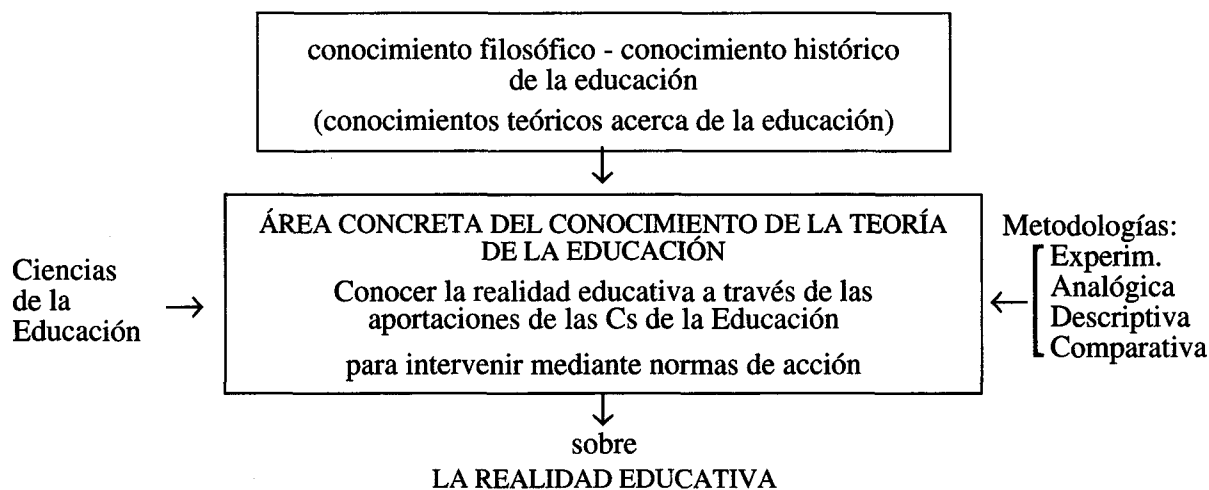 conocimiento filosófico - conocimiento histórico
de la educación
(conocimientos teóricos acerca de la educación)
ÁREA CONCRETA DEL CONOCIMIENTO DE LA TEORÍA
DE LA EDUCACIÓN
Conocer la realidad educativa a través de las
aportaciones de las Cs de la Educación
para intervenir mediante normas de acción
Ciencias
de la
Educación
Metodologías:
Experim.
Analógica
Descriptiva
Comparativa
sobre
LA REALIDAD EDUCATIVA